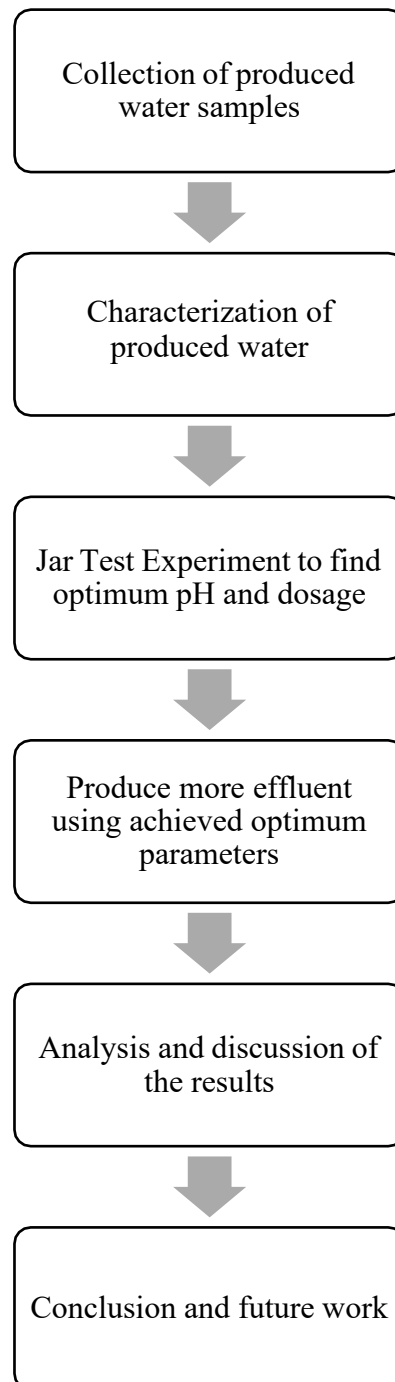 Collection of produced
water samples
Characterization of
produced water
Jar Test Experiment to find
optimum pH and dosage
Produce more effluent
using achieved optimum
parameters
Analysis and discussion of
the results
Conclusion and future work